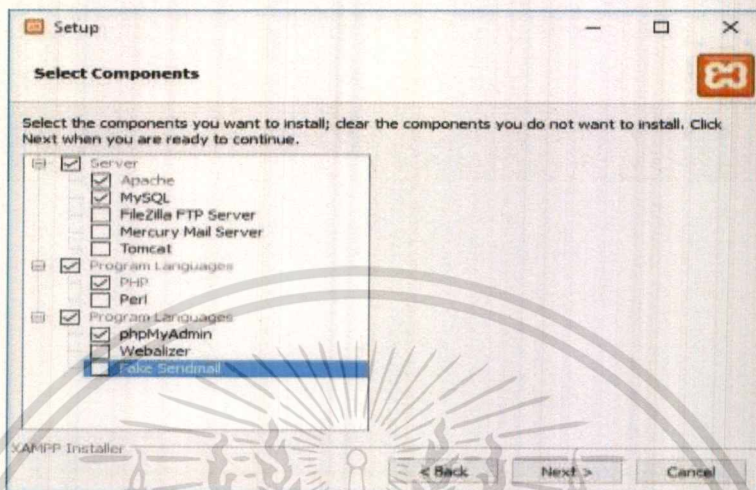 Setup
Select Components
Select the components you want to install; clear the components you do not want to install. Click
Next when you are ready to continue.
Server
Apache
MySQL
FileZilla FTP Server
Mercury Mail Server
Tomcat
Program Languages
PHP
Perl
Program Languages
phpMyAdmin
Webalizer
Fake Sendmail
XAMPP Installer
< Back
Next >
Cancel